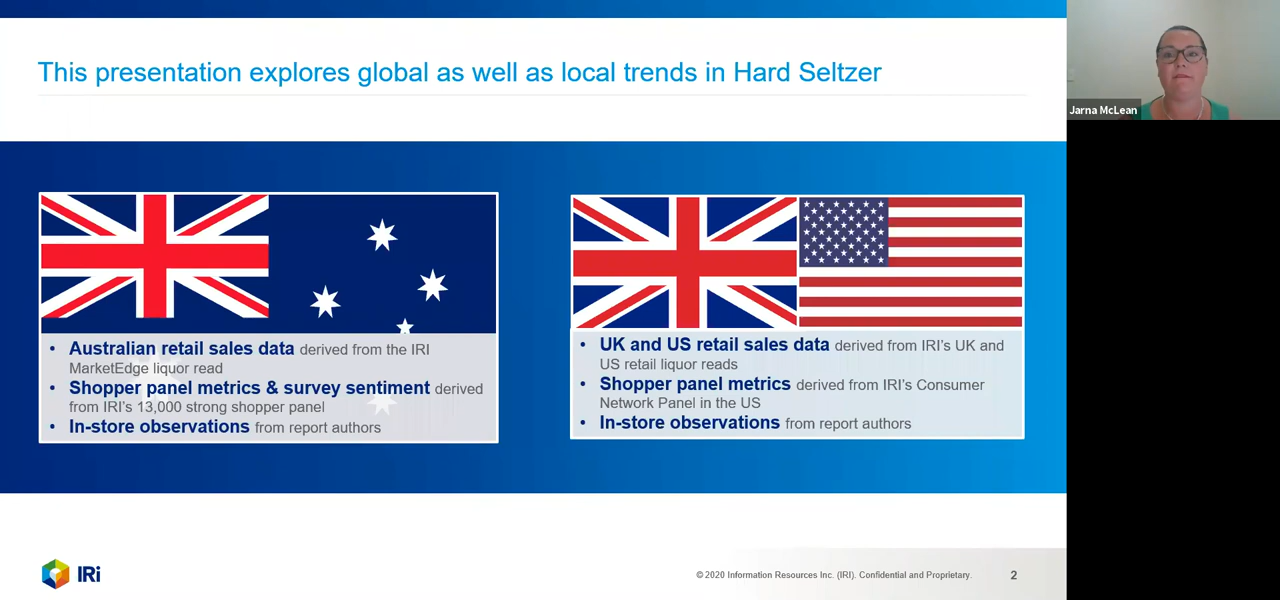 This presentation explores global as well as local trends in Hard Seltzer
Jarna McLean
• Australian retail sales data derived from the IRI
MarketEdge liquor read
• Shopper panel metrics & survey sentiment derived
from IRI's 13,000 strong shopper panel
• In-store observations from report authors
• UK and US retail sales data derived from IRI's UK and
US retail liquor reads
• Shopper panel metrics derived from IRI's Consumer
Network Panel in the US
• In-store observations from report authors
IRi
© 2020 Information Resources Inc. (IRI). Confidential and Proprietary.
2